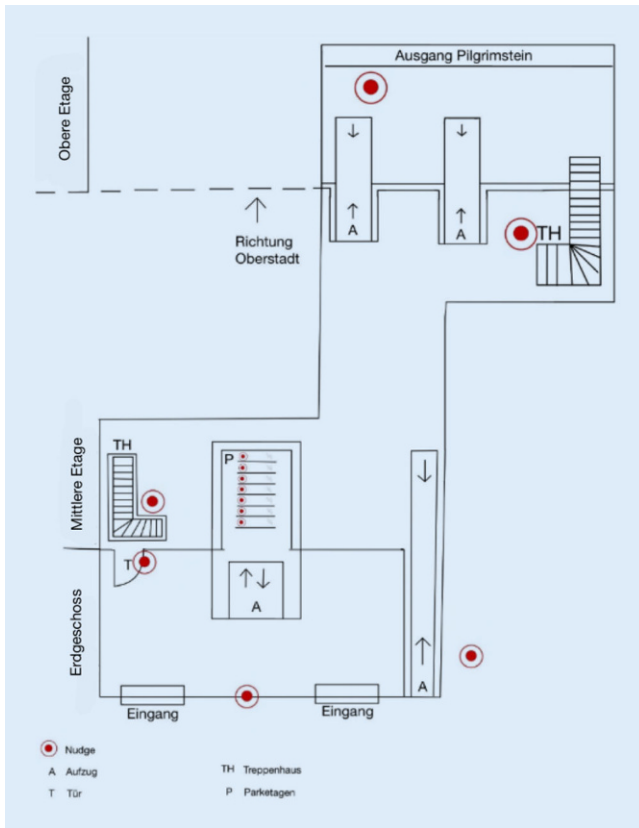 Ausgang Pilgrimstein
Obere Etage
A
A
TH
Richtung
Oberstadt
Mittlere Etage
TH
P
T
A
Erdgeschoss
A
Eingang
Eingang
Nudge
A Aufzug
T Tür
TH Treppenhaus
P Parketagen